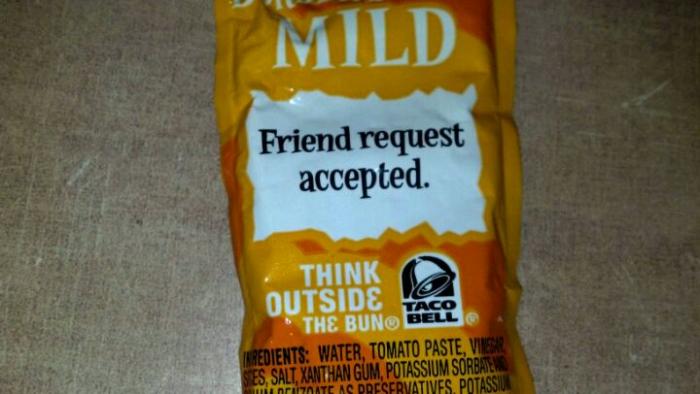 MILD
Friend request
accepted.
THINK
OUTSIDE
THE BUN®
TACO
BELL®
INGREDIENTS: WATER, TOMATO PASTE, VINEGAR,
SALT, XANTHAN GUM, POTASSIUM SORBATE AND
BENZOATE AS PRESERVATIVES, POTASSIUM